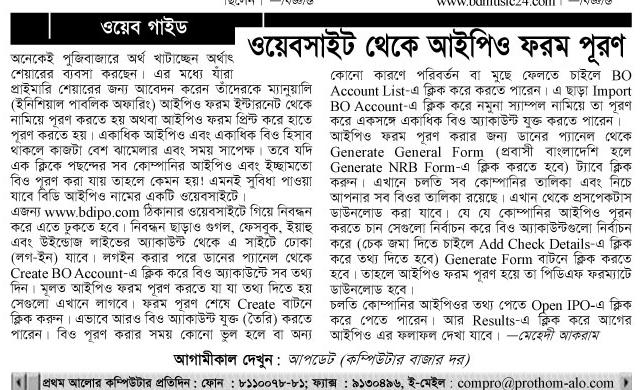 ছিলেন। —বিজ্ঞপ্তি
www.bdmusic24.com। —বিজ্ঞপ্তি
ওয়েব গাইড
ওয়েবসাইট থেকে আইপিও ফরম পূরণ
অনেকেই পুজিবাজারে অর্থ খাটাচ্ছেন অর্থাৎ
শেয়ারের ব্যবসা করছেন। এর মধ্যে যাঁরা
প্রাইমারি শেয়ারের জন্য আবেদন করেন তাঁদেরকে ম্যানুয়ালি
(ইনিশিয়াল পাবলিক অফারিং) আইপিও ফরম ইন্টারনেট থেকে
নামিয়ে পূরণ করতে হয় অথবা আইপিও ফরম প্রিন্ট করে হাতে
পূরণ করতে হয়। একাধিক আইপিও এবং একাধিক বিও হিসাব
থাকলে কাজটা বেশ ঝামেলার এবং সময় সাপেক্ষ। তবে যদি
এক ক্লিকে পছন্দের সব কোম্পানির আইপিও এবং ইচ্ছামতো
বিও পূরণ করা যায় তাহলে কেমন হয়! এমনই সুবিধা পাওয়া
যাবে বিডি আইপিও নামের একটি ওয়েবসাইটে।
এজন্য www.bdipo.com ঠিকানার ওয়েবসাইটে গিয়ে নিবন্ধন
করে এতে ঢুকতে হবে। নিবন্ধন ছাড়াও গুগল, ফেসবুক, ইয়াহু
এবং উইন্ডোজ লাইভের অ্যাকাউন্ট থেকে এ সাইটে ঢোকা
(লগ-ইন) যাবে। লগইন করার পরে ডানের প্যানেল থেকে
Create BO Account-এ ক্লিক করে বিও অ্যাকাউন্টে সব তথ্য
দিন। মূলত আইপিও ফরম পূরণ করতে যা যা তথ্য দিতে হয়
সেগুলো এখানে লাগবে। ফরম পূরণ শেষে Create বাটনে
ক্লিক করুন। এভাবে আরও বিও অ্যাকাউন্ট যুক্ত (তৈরি) করতে
পারেন। বিও পূরণ করার সময় কোনো ভুল হলে বা অন্য
কোনো কারণে পরিবর্তন বা মুছে ফেলতে চাইলে BO
Account List-এ ক্লিক করে করতে পারেন। এ ছাড়া Import
BO Account-এ ক্লিক করে নমুনা স্যাম্পল নামিয়ে তা পূরণ
করে একসঙ্গে একাধিক বিও অ্যাকাউন্ট যুক্ত করতে পারেন।
আইপিও ফরম পূরণ করার জন্য ডানের প্যানেল থেকে
Generate General Form (প্রবাসী বাংলাদেশি হলে
Generate NRB Form-এ ক্লিক করতে হবে) ট্যাবে ক্লিক
করুন। এখানে চলতি সব কোম্পানির তালিকা এবং নিচে
আপনার সব বিওর তালিকা রয়েছে। এখান থেকে প্রসপেক্টাস
ডাউনলোড করা যাবে। যে যে কোম্পানির আইপিও পূরন
করতে চান সেগুলো নির্বাচন করে বিও অ্যাকাউন্টগুলো নির্বাচন
করে (চেক জমা দিতে চাইলে Add Check Details-এ ক্লিক
করে তথ্য দিতে হবে) Generate Form বাটনে ক্লিক করতে
হবে। তাহলে আইপিও ফরম পূরণ হয়ে তা পিডিএফ ফরম্যাটে
ডাউনলোড হবে।
চলতি কোম্পানির আইপিওর তথ্য পেতে Open IPO-এ ক্লিক
করে পেতে পারেন। আর Results-এ ক্লিক করে আগের
আইপিও এর ফলাফল দেখা যাবে। —মেহেদী আকরাম
আগামীকাল দেখুন : আপডেট (কম্পিউটার বাজার দর)
প্রথম আলোর কম্পিউটার প্রতিদিন : ফোন : ৮১১০০৭৮-৮১; ফ্যাক্স : ৯১৩০৪৯৬, ই-মেইল : compro@prothom-alo.com